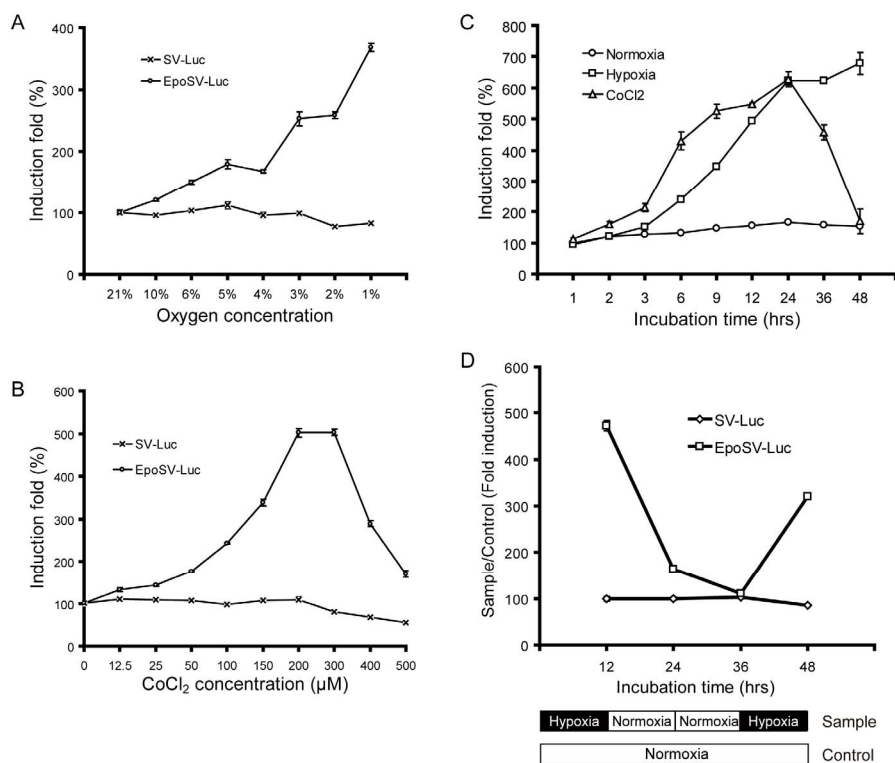 A
SV-Luc
EpoSV-Luc
Induction fold (%)
400
300
200
100
0
21% 10% 6% 5% 4% 3% 2% 1%
Oxygen concentration
B
SV-Luc
EpoSV-Luc
Induction fold (%)
600
500
400
300
200
100
0
0 12.5 25 50 100 150 200 300 400 500
CoCl2 concentration (µM)
C
Normoxia
Hypoxia
CoCl2
Induction fold (%)
800
700
600
500
400
300
200
100
0
1 2 3 6 9 12 24 36 48
Incubation time (hrs)
D
SV-Luc
EpoSV-Luc
Sample/Control (Fold induction)
600
500
400
300
200
100
0
12 24 36 48
Incubation time (hrs)
Hypoxia Normoxia Normoxia Hypoxia Sample
Normoxia Control